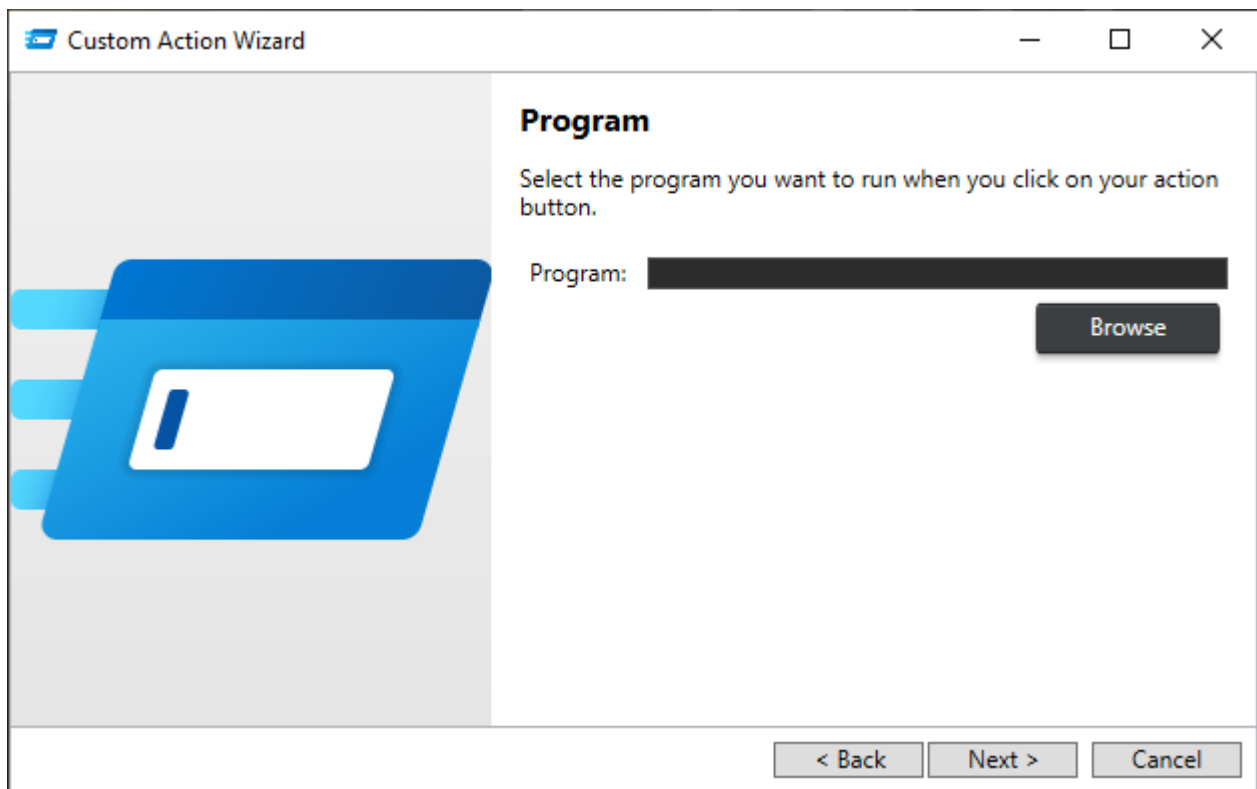 Custom Action Wizard
Program
Select the program you want to run when you click on your action
button.
Program:
Browse
< Back
Next >
Cancel